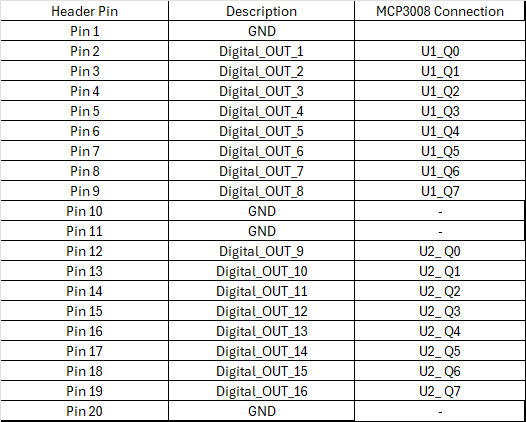 Header Pin Description MCP3008 Connection
Pin 1 GND
Pin 2 Digital_OUT_1 U1_Q0
Pin 3 Digital_OUT_2 U1_Q1
Pin 4 Digital_OUT_3 U1_Q2
Pin 5 Digital_OUT_4 U1_Q3
Pin 6 Digital_OUT_5 U1_Q4
Pin 7 Digital_OUT_6 U1_Q5
Pin 8 Digital_OUT_7 U1_Q6
Pin 9 Digital_OUT_8 U1_Q7
Pin 10 GND -
Pin 11 GND -
Pin 12 Digital_OUT_9 U2_ Q0
Pin 13 Digital_OUT_10 U2_ Q1
Pin 14 Digital_OUT_11 U2_ Q2
Pin 15 Digital_OUT_12 U2_ Q3
Pin 16 Digital_OUT_13 U2_ Q4
Pin 17 Digital_OUT_14 U2_ Q5
Pin 18 Digital_OUT_15 U2_ Q6
Pin 19 Digital_OUT_16 U2_ Q7
Pin 20 GND -